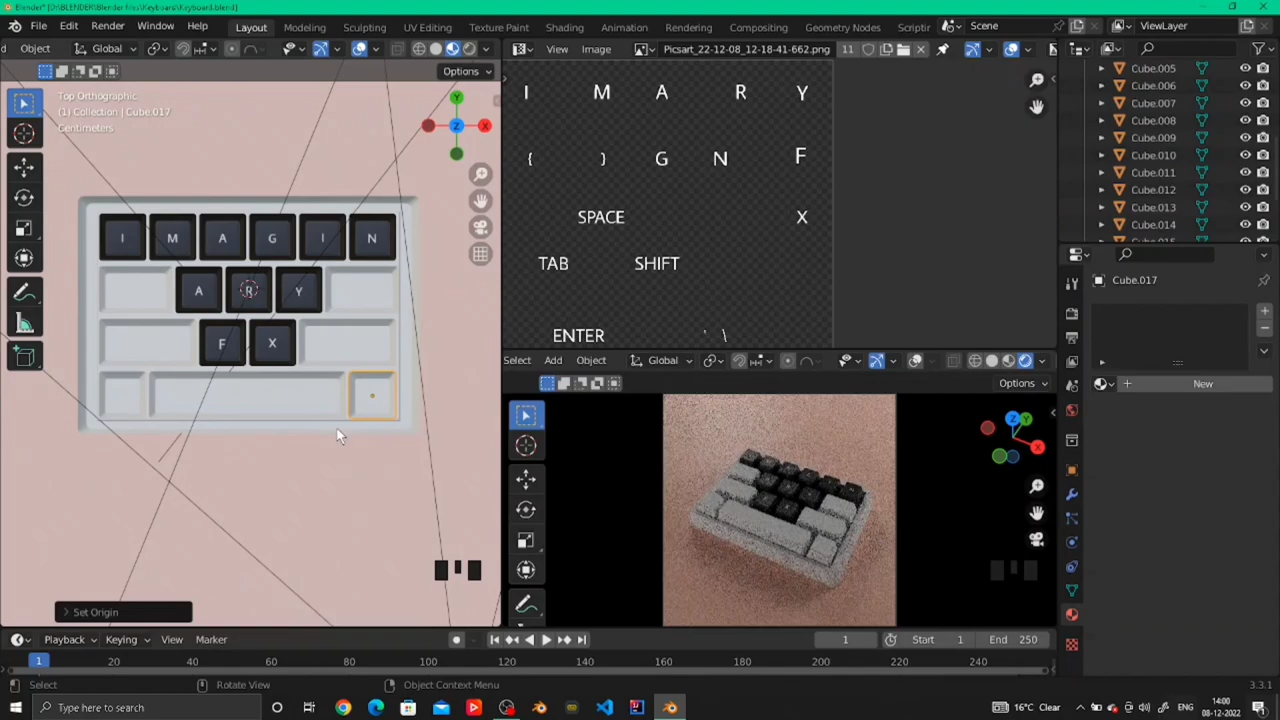 Blender* [D:\BLENDER\Blender files\Keyboard\Keyboard.blend]
File Edit Render Window Help Layout Modeling Sculpting UV Editing Texture Paint Shading Animation Rendering Compositing Geometry Nodes Scriptir Scene ViewLayer
Object Global
View Image Picsart_22-12-08_12-18-41-662.png 11
Options
Top Orthographic
(1) Collection | Cube.017
Centimeters
Y
X
Z
I M A G I N
A R Y
F X
I M A R Y
{ } G N F
SPACE X
TAB SHIFT
ENTER ' \
Cube.005
Cube.006
Cube.007
Cube.008
Cube.009
Cube.010
Cube.011
Cube.012
Cube.013
Cube.014
Cube.017
New
Select Add Object Global
Options
Z
Y
X
Set Origin
Playback Keying View Marker 1 Start 1 End 250
1 20 40 60 80 100 120 140 160 180 200 220 240
Select Rotate View Object Context Menu 3.3.1
Type here to search 16°C Clear ENG 14:00
08-12-2022